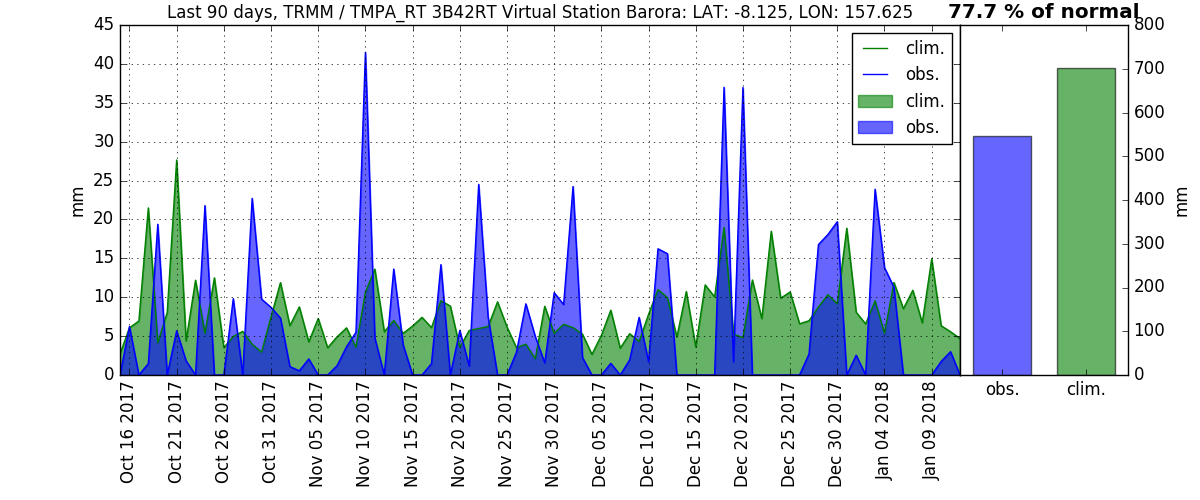 Last 90 days, TRMM / TMPA_RT 3B42RT Virtual Station Barora: LAT: -8.125, LON: 157.625
77.7 % of normal
45
40
35
30
25
20
15
10
5
0
mm
clim.
obs.
clim.
obs.
Oct 16 2017
Oct 21 2017
Oct 26 2017
Oct 31 2017
Nov 05 2017
Nov 10 2017
Nov 15 2017
Nov 20 2017
Nov 25 2017
Nov 30 2017
Dec 05 2017
Dec 10 2017
Dec 15 2017
Dec 20 2017
Dec 25 2017
Dec 30 2017
Jan 04 2018
Jan 09 2018
800
700
600
500
400
300
200
100
0
mm
obs.
clim.